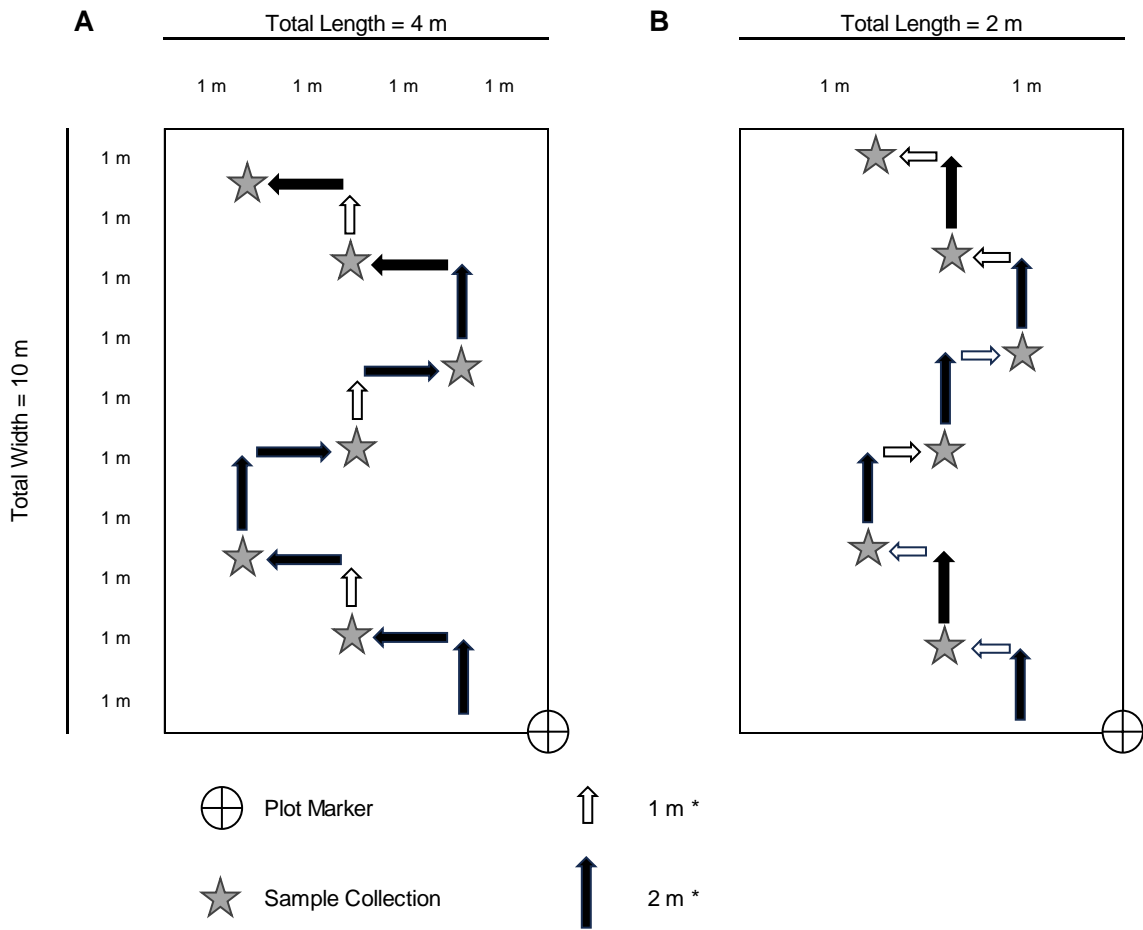 A
Total Length = 4 m
B
Total Length = 2 m
1 m 1 m 1 m 1 m
1 m 1 m
Total Width = 10 m
1 m
1 m
1 m
1 m
1 m
1 m
1 m
1 m
1 m
1 m
Plot Marker
1 m *
Sample Collection
2 m *